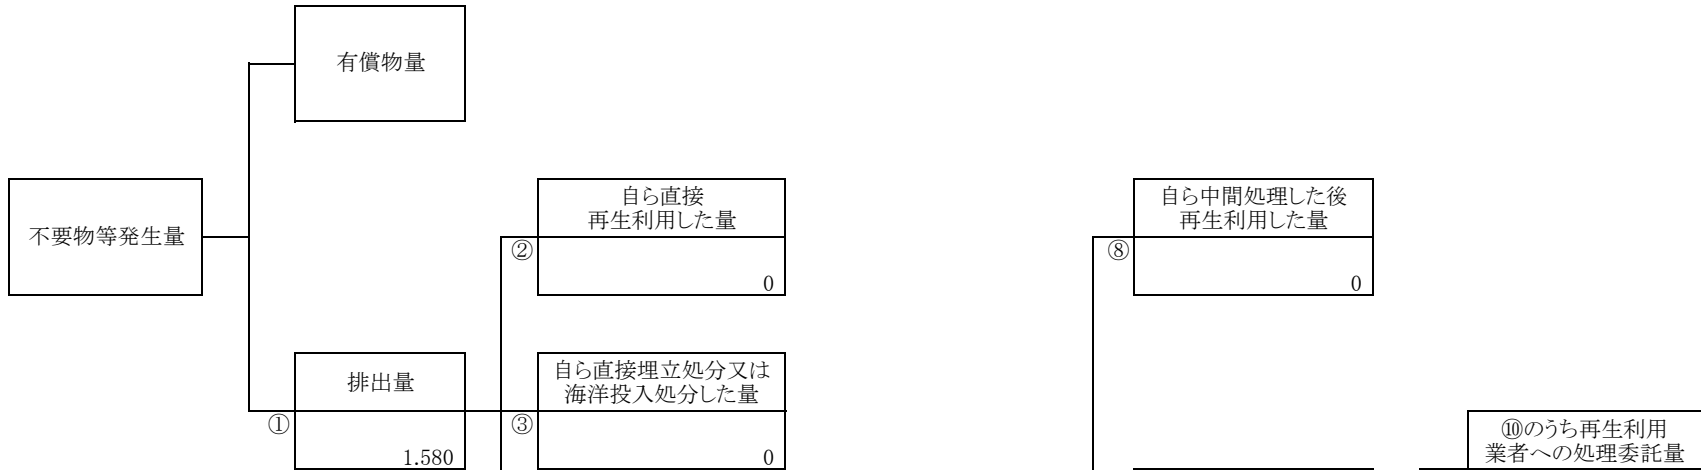 有償物量
不要物等発生量
自ら直接
再生利用した量
②
0
自ら中間処理した後
再生利用した量
⑧
0
排出量
①
1.580
自ら直接埋立処分又は
海洋投入処分した量
③
0
⑩のうち再生利用
業者への処理委託量